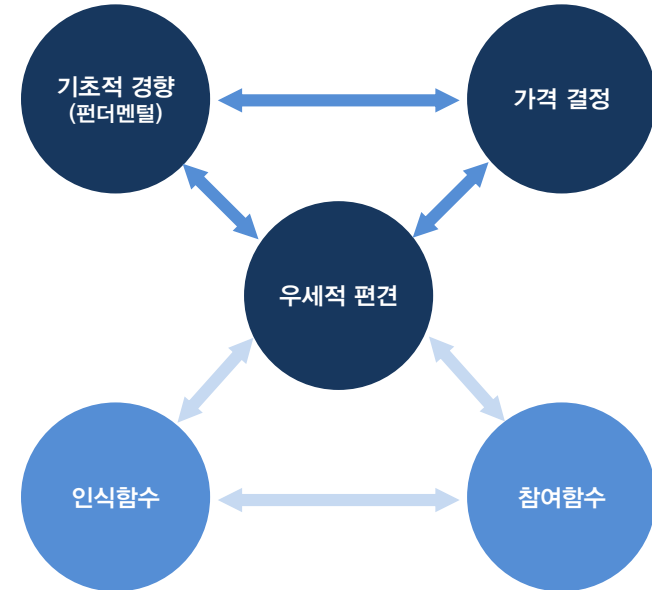 기초적 경향
(펀더멘털)
가격 결정
우세적 편견
인식함수
참여함수